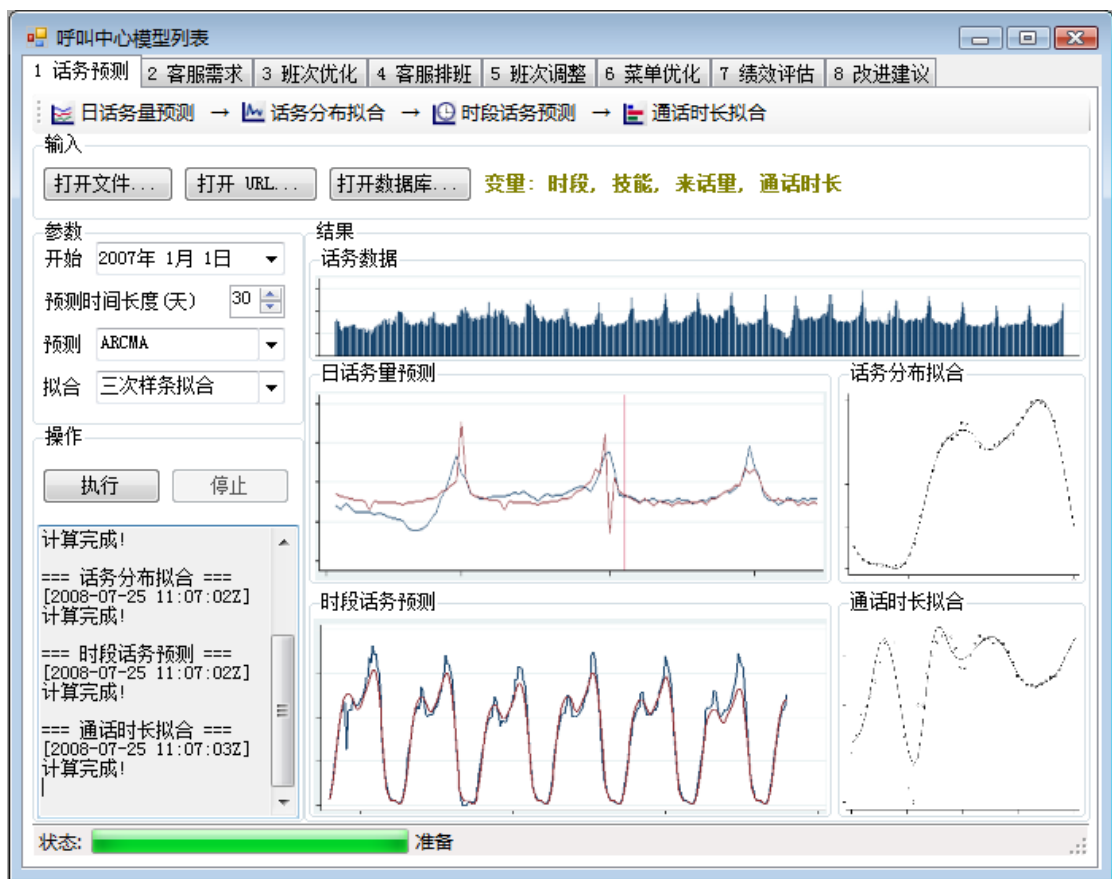 呼叫中心模型列表
1 话务预测 2 客服需求 3 班次优化 4 客服排班 5 班次调整 6 菜单优化 7 绩效评估 8 改进建议
日话务量预测 → 话务分布拟合 → 时段话务预测 → 通话时长拟合
输入
打开文件... 打开 URL... 打开数据库... 变量: 时段, 技能, 来话量, 通话时长
参数
开始 2007年 1月 1日
预测时间长度(天) 30
预测 ARCMA
拟合 三次样条拟合
操作
执行 停止
计算完成!
=== 话务分布拟合 ===
[2008-07-25 11:07:02Z]
计算完成!
=== 时段话务预测 ===
[2008-07-25 11:07:02Z]
计算完成!
=== 通话时长拟合 ===
[2008-07-25 11:07:03Z]
计算完成!
结果
话务数据
日话务量预测
话务分布拟合
时段话务预测
通话时长拟合
状态: 准备